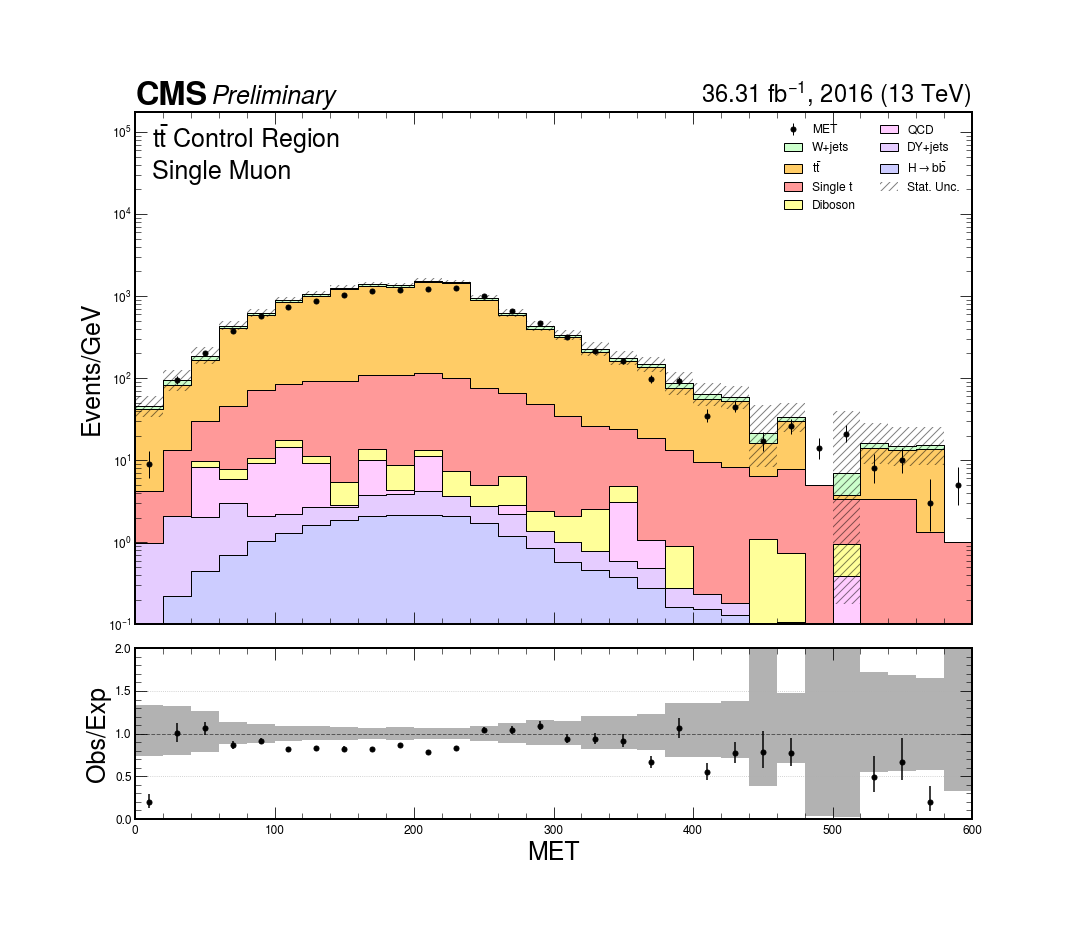 CMS Preliminary
36.31 fb⁻¹, 2016 (13 TeV)
tt̄ Control Region
Single Muon
MET
W+jets
tt̄
Single t
Diboson
QCD
DY+jets
H→bb̄
Stat. Unc.
Events/GeV
10⁵
10⁴
10³
10²
10¹
10⁰
10⁻¹
Obs/Exp
2.0
1.5
1.0
0.5
0.0
0 100 200 300 400 500 600
MET